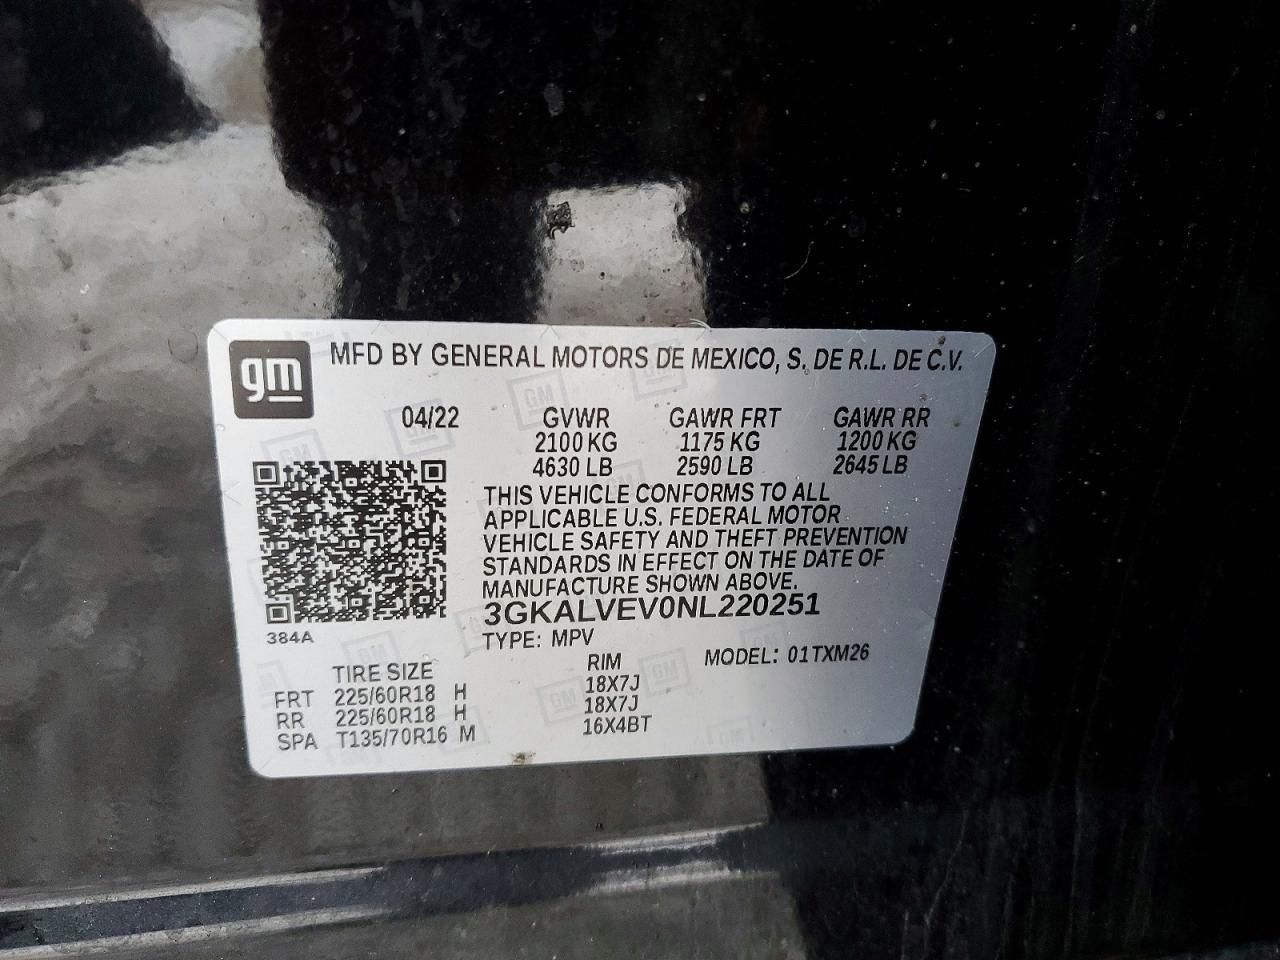 gm MFD BY GENERAL MOTORS DE MEXICO, S. DE R.L. DE C.V.
04/22 GVWR GAWR FRT GAWR RR
2100 KG 1175 KG 1200 KG
4630 LB 2590 LB 2645 LB
THIS VEHICLE CONFORMS TO ALL
APPLICABLE U.S. FEDERAL MOTOR
VEHICLE SAFETY AND THEFT PREVENTION
STANDARDS IN EFFECT ON THE DATE OF
MANUFACTURE SHOWN ABOVE.
3GKALVEV0NL220251
384A TYPE: MPV
TIRE SIZE RIM MODEL: 01TXM26
FRT 225/60R18 H 18X7J
RR 225/60R18 H 18X7J
SPA T135/70R16 M 16X4BT